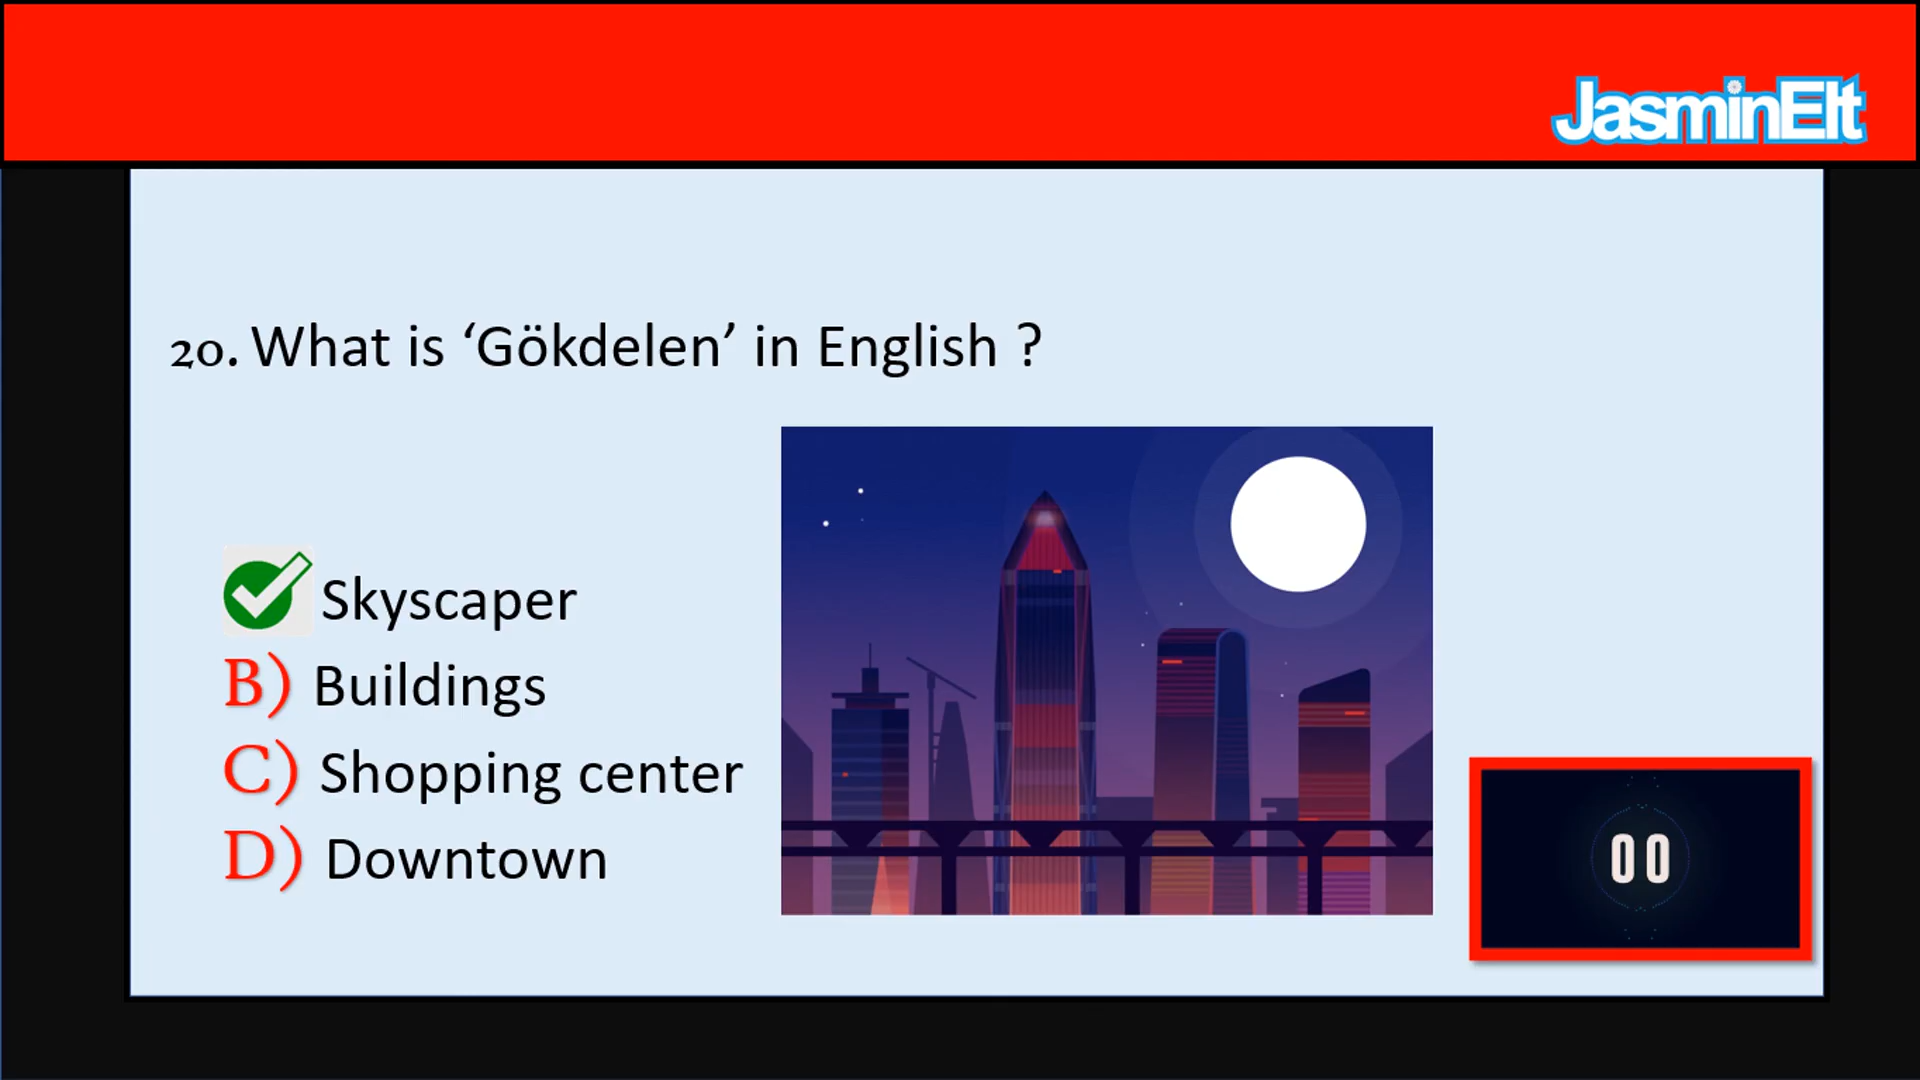 JasminElt
20. What is ‘Gökdelen’ in English ?
Skyscaper
B) Buildings
C) Shopping center
D) Downtown
00